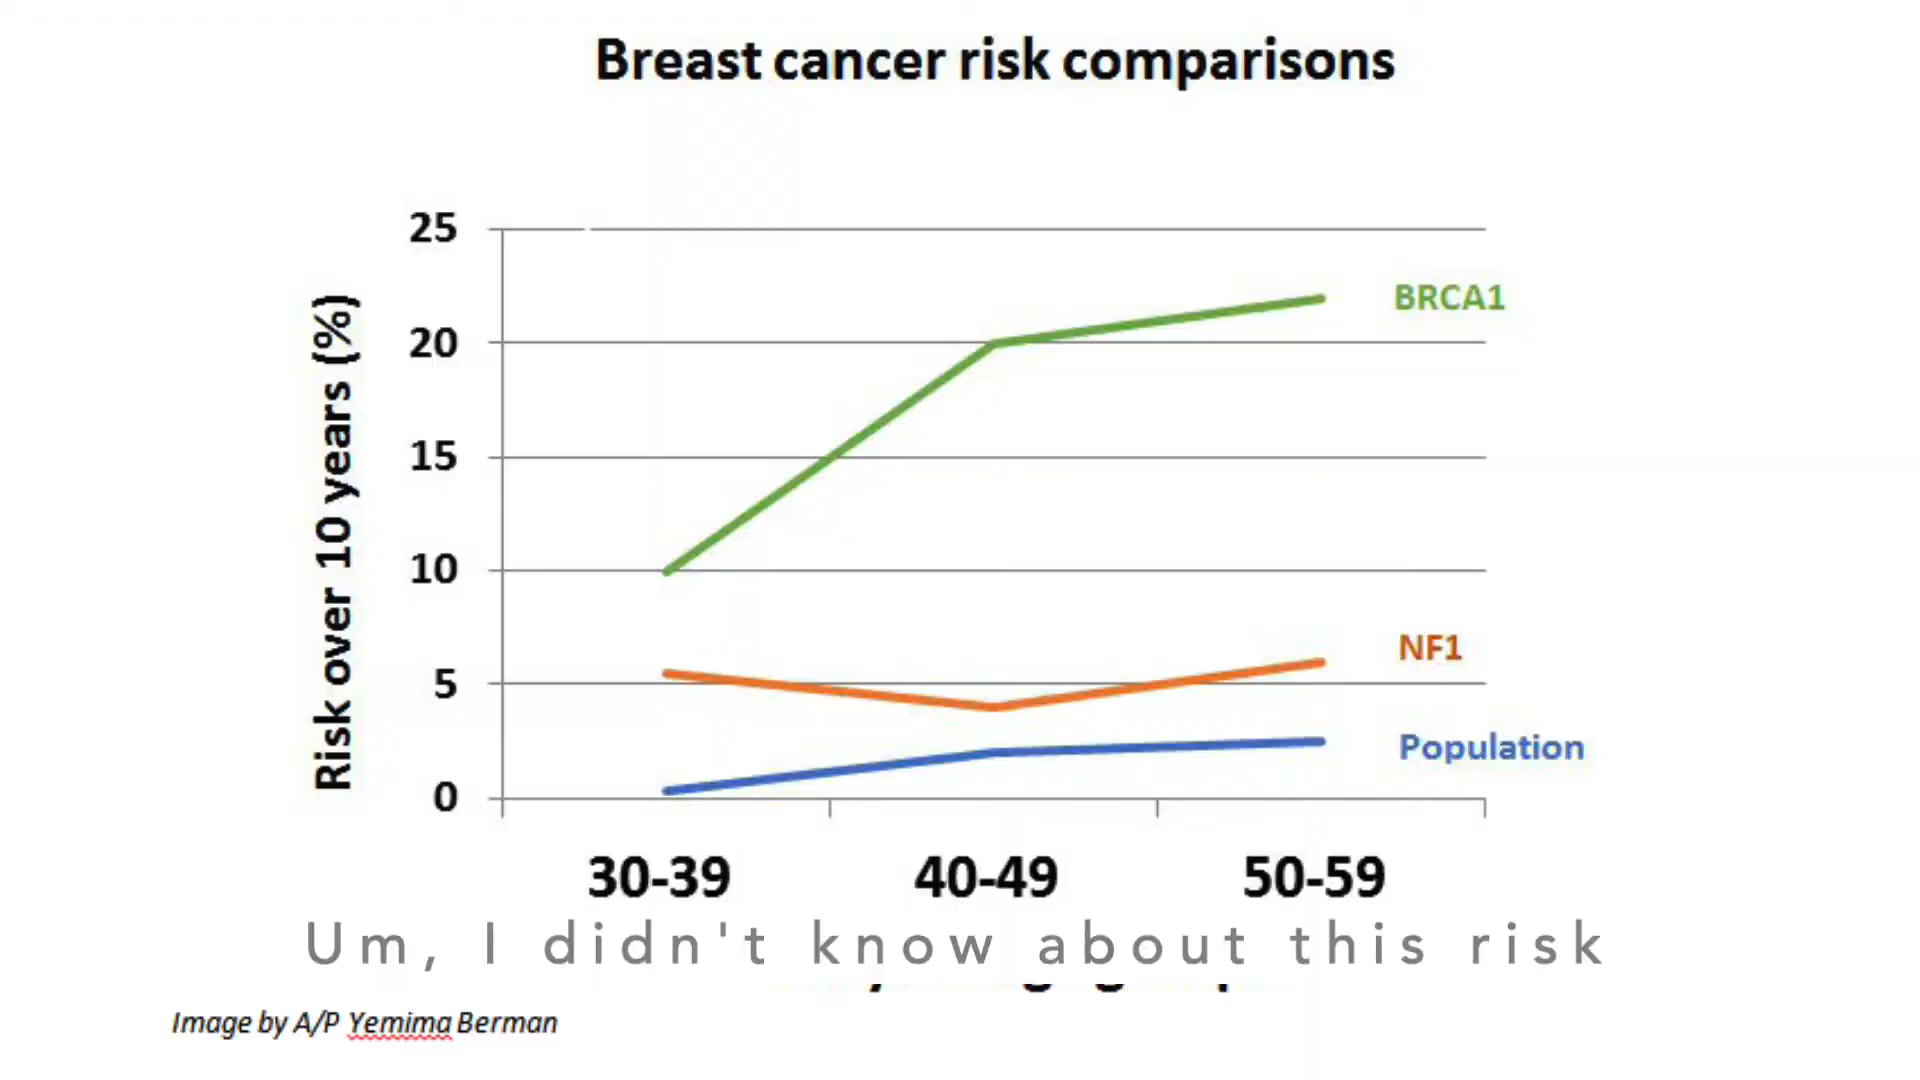 Breast cancer risk comparisons
25
20
15
10
5
0
Risk over 10 years (%)
BRCA1
NF1
Population
30-39 40-49 50-59
Um, I didn't know about this risk
Image by A/P Yemima Berman